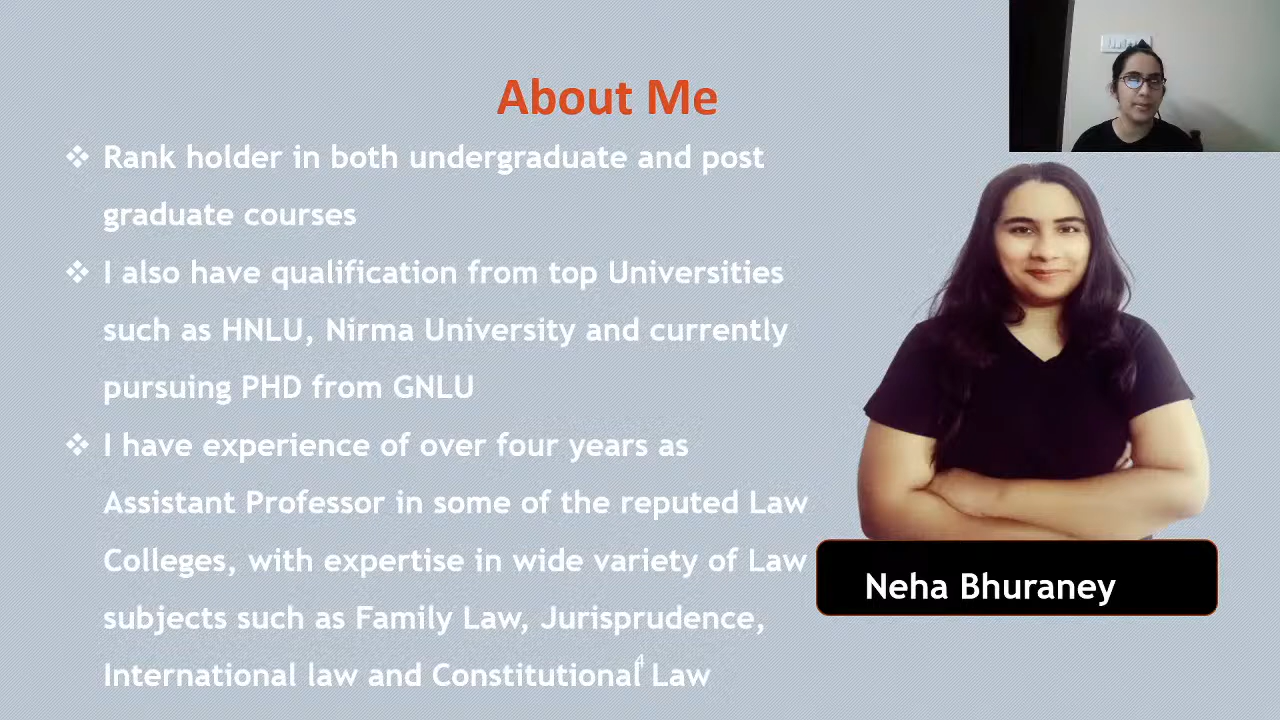 About Me
❖ Rank holder in both undergraduate and post
graduate courses
❖ I also have qualification from top Universities
such as HNLU, Nirma University and currently
pursuing PHD from GNLU
❖ I have experience of over four years as
Assistant Professor in some of the reputed Law
Colleges, with expertise in wide variety of Law
subjects such as Family Law, Jurisprudence,
International law and Constitutional Law
4
Neha Bhuraney